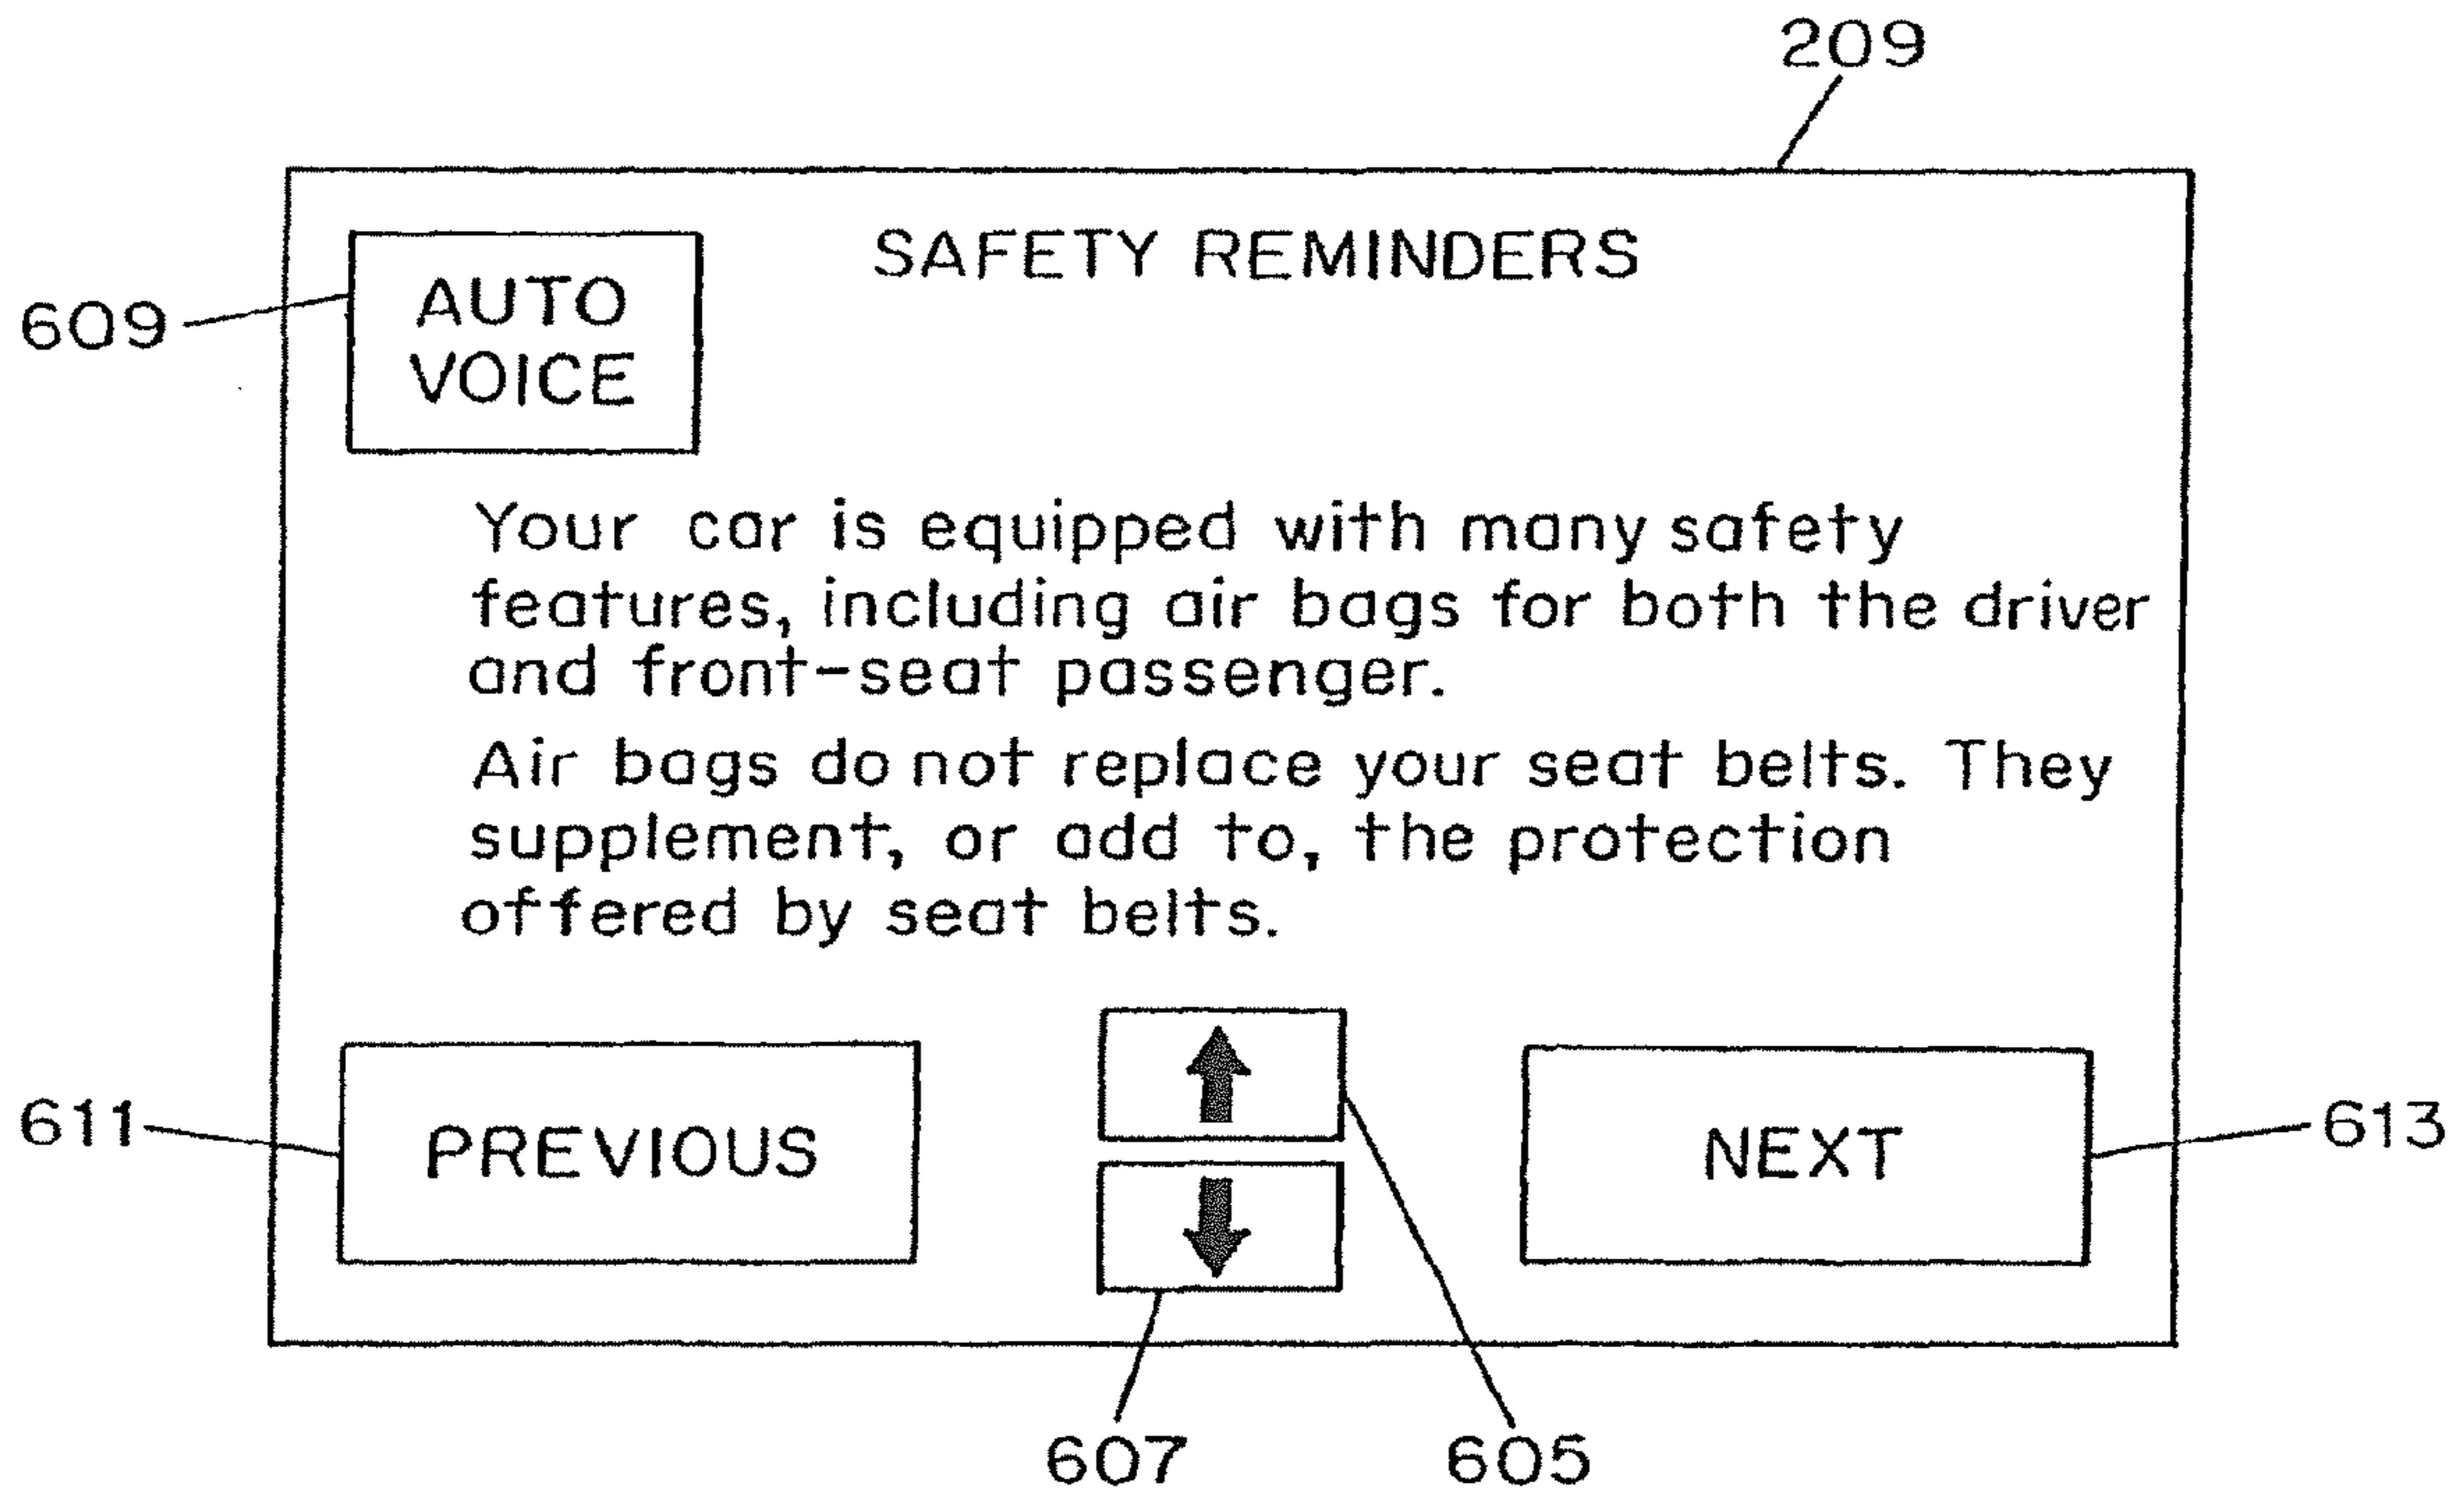 209
SAFETY REMINDERS
609
AUTO
VOICE
Your car is equipped with many safety
features, including air bags for both the driver
and front-seat passenger.
Air bags do not replace your seat belts. They
supplement, or add to, the protection
offered by seat belts.
611
PREVIOUS
NEXT
613
607
605